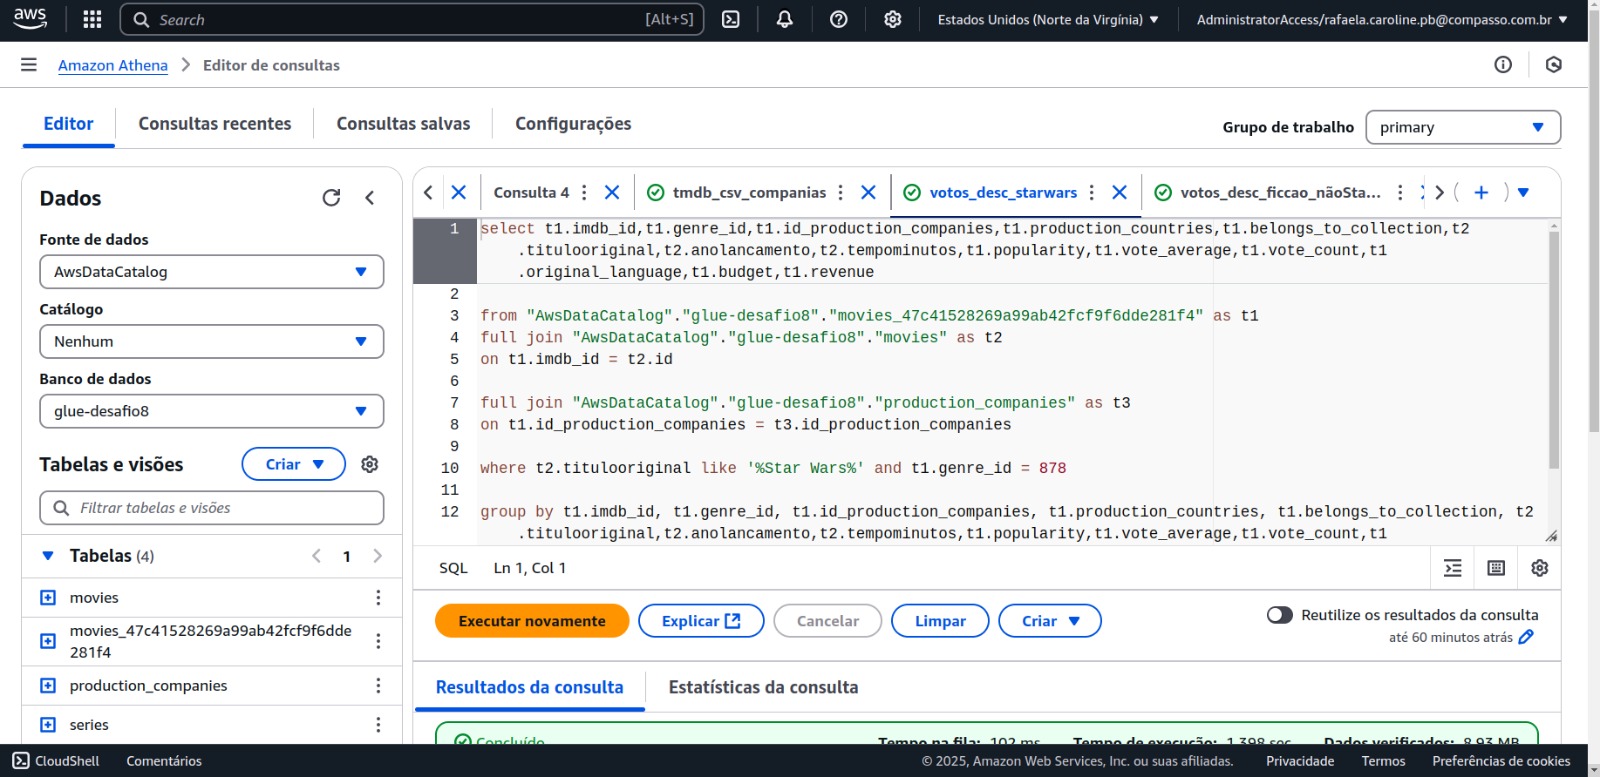 aws
Search
[Alt+S]
Estados Unidos (Norte da Virgínia)
AdministratorAccess/rafaela.caroline.pb@compasso.com.br
Amazon Athena
Editor de consultas
Editor
Consultas recentes
Consultas salvas
Configurações
Grupo de trabalho
primary
Dados
Fonte de dados
AwsDataCatalog
Catálogo
Nenhum
Banco de dados
glue-desafio8
Tabelas e visões
Criar
Filtrar tabelas e visões
Tabelas (4)
1
movies
movies_47c41528269a99ab42fcf9f6dde
281f4
production_companies
series
Consulta 4
tmdb_csv_companias
votos_desc_starwars
votos_desc_ficcao_nãoSta...
1 select t1.imdb_id,t1.genre_id,t1.id_production_companies,t1.production_countries,t1.belongs_to_collection,t2
.titulooriginal,t2.anolancamento,t2.tempominutos,t1.popularity,t1.vote_average,t1.vote_count,t1
.original_language,t1.budget,t1.revenue
2
3 from "AwsDataCatalog"."glue-desafio8"."movies_47c41528269a99ab42fcf9f6dde281f4" as t1
4 full join "AwsDataCatalog"."glue-desafio8"."movies" as t2
5 on t1.imdb_id = t2.id
6
7 full join "AwsDataCatalog"."glue-desafio8"."production_companies" as t3
8 on t1.id_production_companies = t3.id_production_companies
9
10 where t2.titulooriginal like '%Star Wars%' and t1.genre_id = 878
11
12 group by t1.imdb_id, t1.genre_id, t1.id_production_companies, t1.production_countries, t1.belongs_to_collection, t2
.titulooriginal,t2.anolancamento,t2.tempominutos,t1.popularity,t1.vote_average,t1.vote_count,t1
SQL
Ln 1, Col 1
Executar novamente
Explicar
Cancelar
Limpar
Criar
Reutilize os resultados da consulta
até 60 minutos atrás
Resultados da consulta
Estatísticas da consulta
Concluído
Tempo na fila: 102 ms
Tempo de execução: 1.398 sec
Dados verificados: 8.93 MB
CloudShell
Comentários
© 2025, Amazon Web Services, Inc. ou suas afiliadas.
Privacidade
Termos
Preferências de cookies